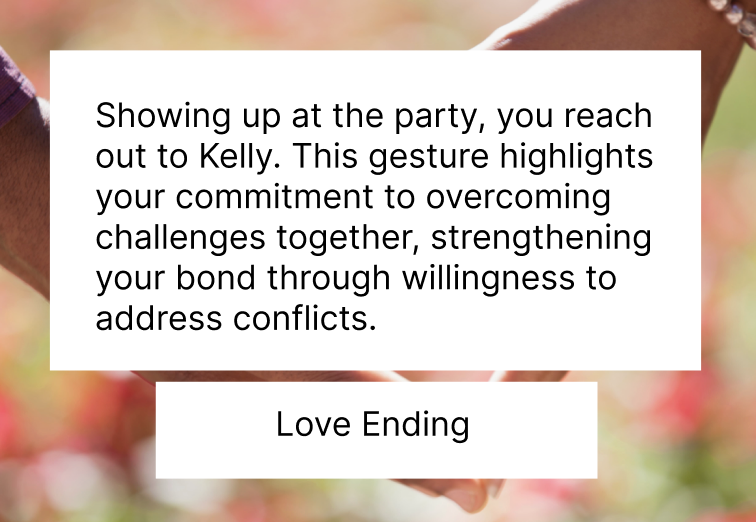 Showing up at the party, you reach
out to Kelly. This gesture highlights
your commitment to overcoming
challenges together, strengthening
your bond through willingness to
address conflicts.
Love Ending